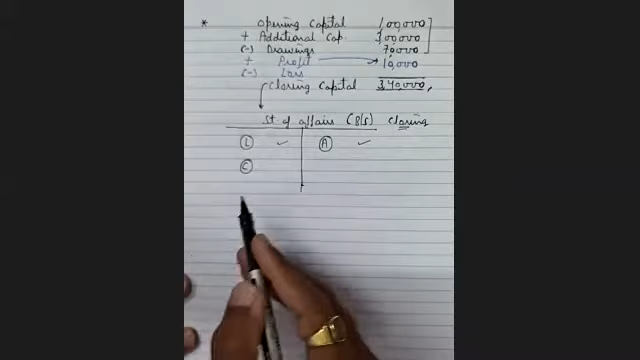 * Opening Capital 1,00,000
+ Additional Cap. 3,00,000
(-) Drawings 70,000
+ Profit → 10,000
(-) Loss
Closing Capital 3,40,000,
St of affairs (B/S) closing
L ✓ A ✓
C